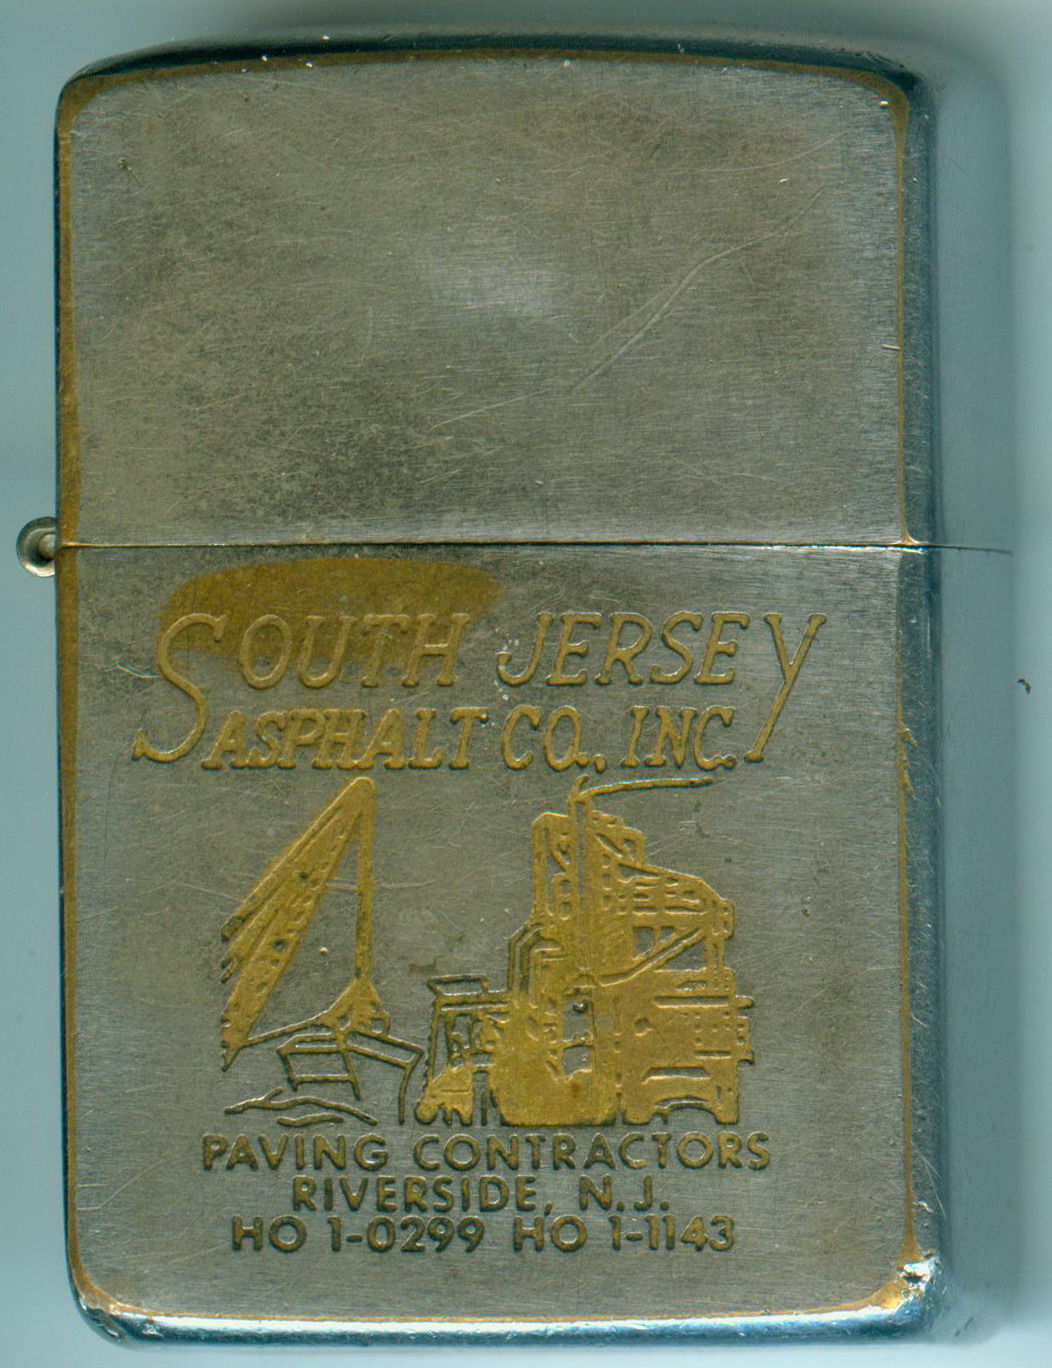 SOUTH JERSEY
ASPHALT CO., INC.
PAVING CONTRACTORS
RIVERSIDE, N.J.
HO 1-0299 HO 1-1143